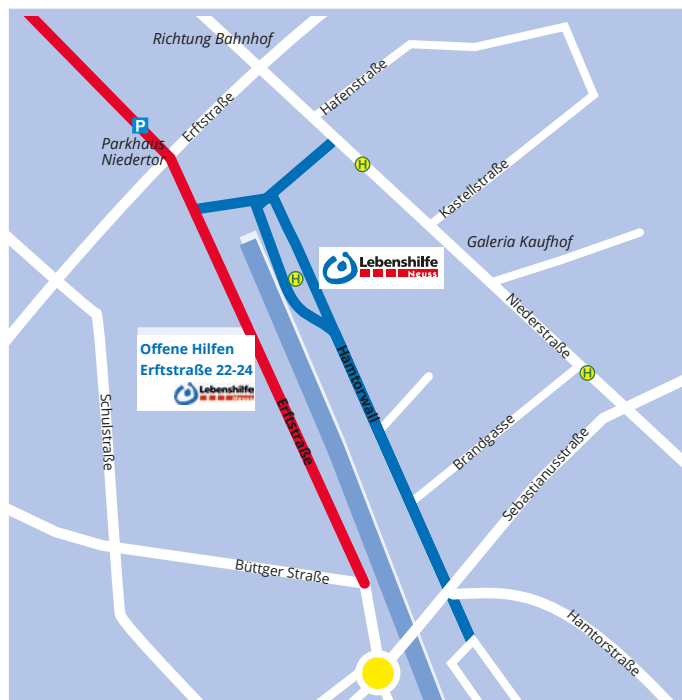 Richtung Bahnhof
Hafenstraße
Erftstraße
P
Parkhaus
Niedertor
H
Kastellstraße
Galeria Kaufhof
Lebenshilfe
Neuss
H
Niederstraße
Offene Hilfen
Erftstraße 22-24
Lebenshilfe
Neuss
Hamtorwall
H
Schulstraße
Erftstraße
Brandgasse
Sebastianusstraße
Büttger Straße
Hamtorstraße